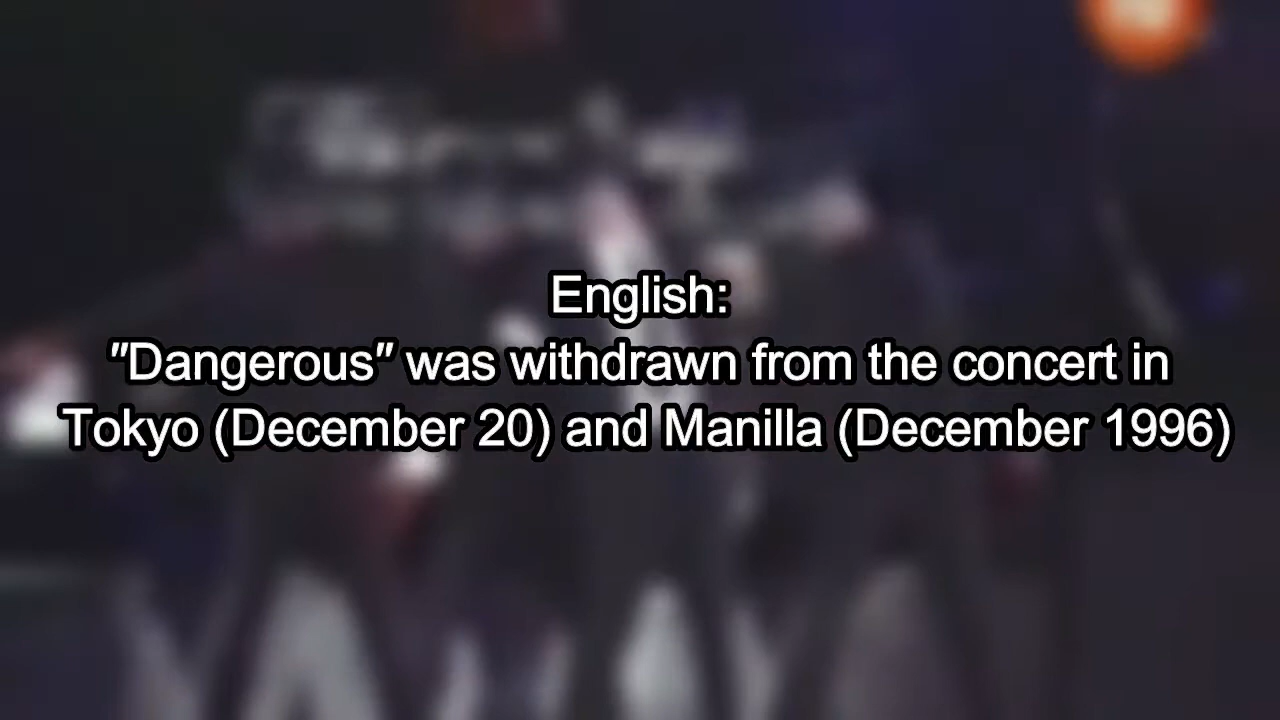 English:
"Dangerous" was withdrawn from the concert in
Tokyo (December 20) and Manilla (December 1996)